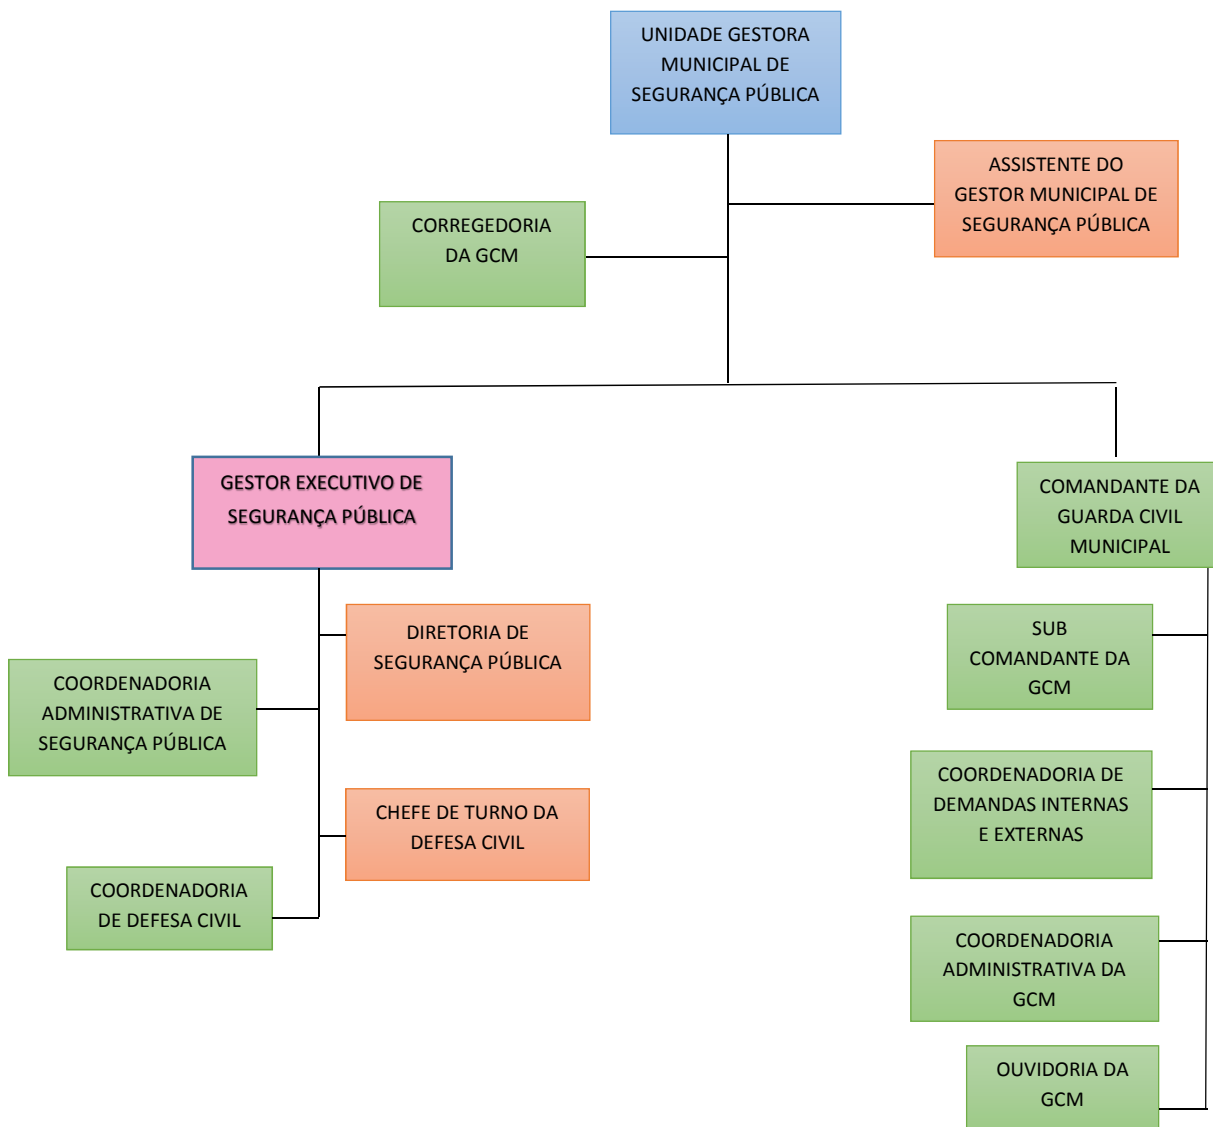 UNIDADE GESTORA
MUNICIPAL DE
SEGURANÇA PÚBLICA
ASSISTENTE DO
GESTOR MUNICIPAL DE
SEGURANÇA PÚBLICA
CORREGEDORIA
DA GCM
GESTOR EXECUTIVO DE
SEGURANÇA PÚBLICA
COMANDANTE DA
GUARDA CIVIL
MUNICIPAL
DIRETORIA DE
SEGURANÇA PÚBLICA
SUB
COMANDANTE DA
GCM
COORDENADORIA
ADMINISTRATIVA DE
SEGURANÇA PÚBLICA
COORDENADORIA DE
DEMANDAS INTERNAS
E EXTERNAS
CHEFE DE TURNO DA
DEFESA CIVIL
COORDENADORIA
DE DEFESA CIVIL
COORDENADORIA
ADMINISTRATIVA DA
GCM
OUVIDORIA DA
GCM